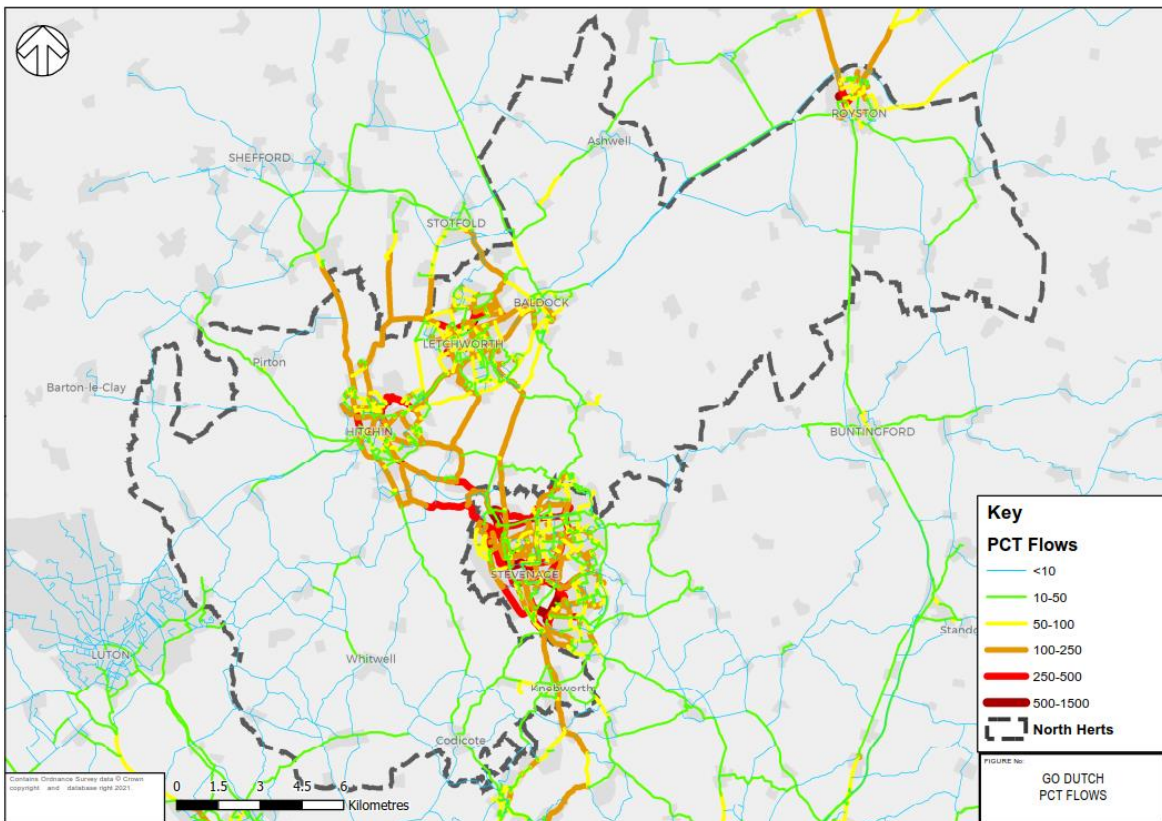 ROYSTON
Ashwell
SHEFFORD
STOTFOLD
BALDOCK
LETCHWORTH
Pirton
Barton-le-Clay
HITCHIN
BUNTINGFORD
STEVENAGE
Stando
LUTON
Whitwell
Knebworth
Codicote
Key
PCT Flows
<10
10-50
50-100
100-250
250-500
500-1500
North Herts
Contains Ordnance Survey data © Crown
copyright and database right 2021.
0 1.5 3 4.5 6
Kilometres
FIGURE No:
GO DUTCH
PCT FLOWS